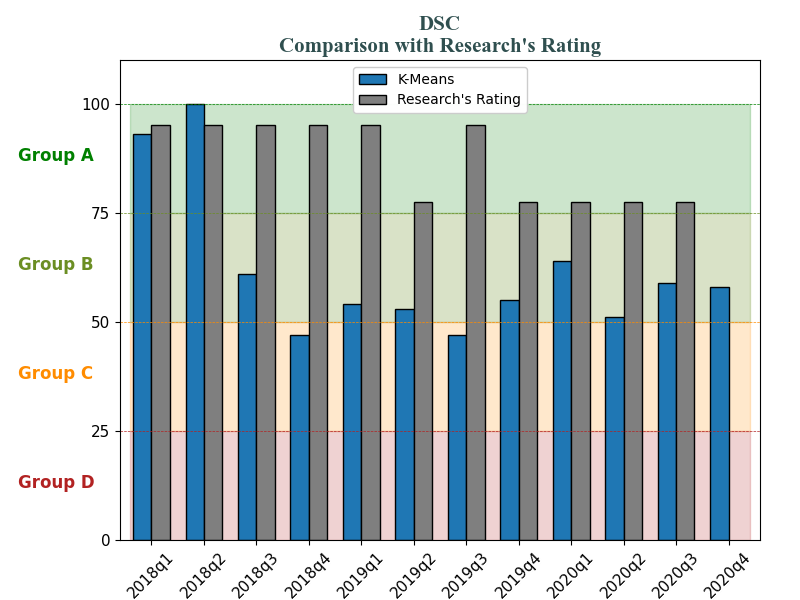 DSC
Comparison with Research's Rating
K-Means
Research's Rating
100
Group A
75
Group B
50
Group C
25
Group D
0
2018q1
2018q2
2018q3
2018q4
2019q1
2019q2
2019q3
2019q4
2020q1
2020q2
2020q3
2020q4